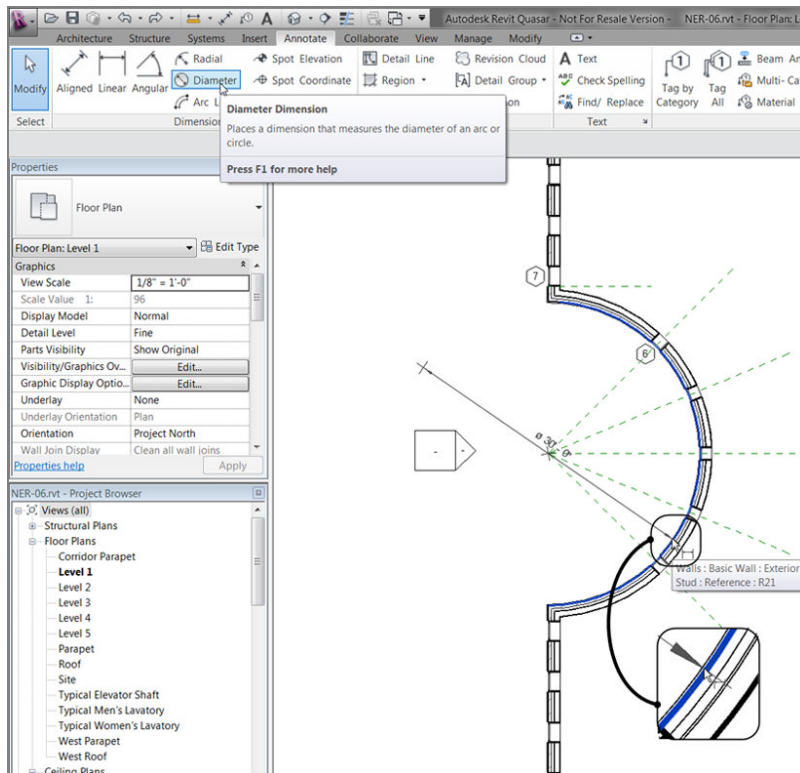 Autodesk Revit Quasar - Not For Resale Version - NER-06.rvt - Floor Plan: L
Architecture Structure Systems Insert Annotate Collaborate View Manage Modify
Modify
Aligned Linear Angular
Radial
Diameter
Arc L
Spot Elevation
Spot Coordinate
Detail Line
Region
Revision Cloud
Detail Group
on
A Text
ABC Check Spelling
Find/ Replace
1 Tag by Category
1 Tag All
Beam An
Multi- Ca
Material
Select
Dimension
Text
Diameter Dimension
Places a dimension that measures the diameter of an arc or
circle.
Press F1 for more help
Properties
Floor Plan
Floor Plan: Level 1
Edit Type
Graphics
View Scale 1/8" = 1'-0"
Scale Value 1: 96
Display Model Normal
Detail Level Fine
Parts Visibility Show Original
Visibility/Graphics Ov... Edit...
Graphic Display Optio... Edit...
Underlay None
Underlay Orientation Plan
Orientation Project North
Wall Join Display Clean all wall joins
Properties help
Apply
NER-06.rvt - Project Browser
Views (all)
Structural Plans
Floor Plans
Corridor Parapet
Level 1
Level 2
Level 3
Level 4
Level 5
Parapet
Roof
Site
Typical Elevator Shaft
Typical Men's Lavatory
Typical Women's Lavatory
West Parapet
West Roof
Ceiling Plans
7
6
ø 30' - 0"
Walls : Basic Wall : Exterior
Stud : Reference : R21